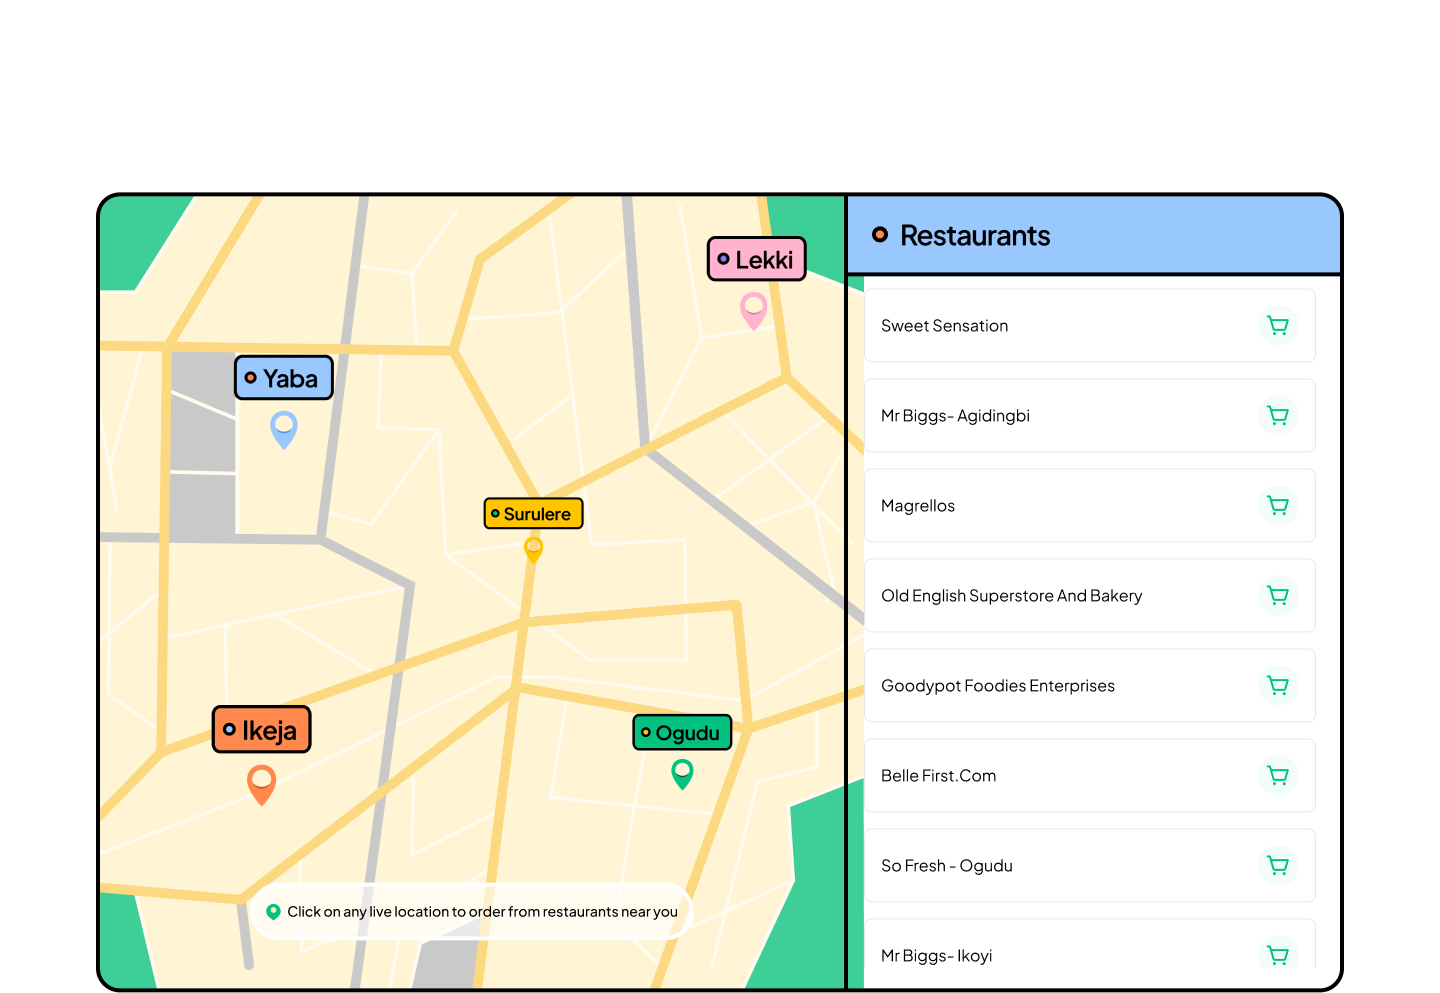 Lekki
Yaba
Surulere
Ikeja
Ogudu
Click on any live location to order from restaurants near you
Restaurants
Sweet Sensation
Mr Biggs- Agidingbi
Magrellos
Old English Superstore And Bakery
Goodypot Foodies Enterprises
Belle First.Com
So Fresh - Ogudu
Mr Biggs- Ikoyi